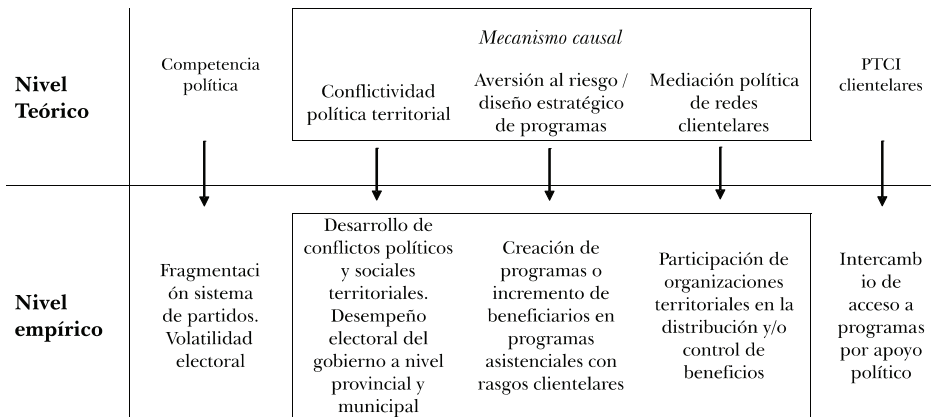 Mecanismo causal
Nivel
Teórico
Competencia
política
Conflictividad
política territorial
Aversión al riesgo /
diseño estratégico
de programas
Mediación política
de redes
clientelares
PTCI
clientelares
Nivel
empírico
Fragmentaci
ón sistema
de partidos.
Volatilidad
electoral
Desarrollo de
conflictos políticos
y sociales
territoriales.
Desempeño
electoral del
gobierno a nivel
provincial y
municipal
Creación de
programas o
incremento de
beneficiarios en
programas
asistenciales con
rasgos clientelares
Participación de
organizaciones
territoriales en la
distribución y/o
control de
beneficios
Intercamb
io de
acceso a
programas
por apoyo
político